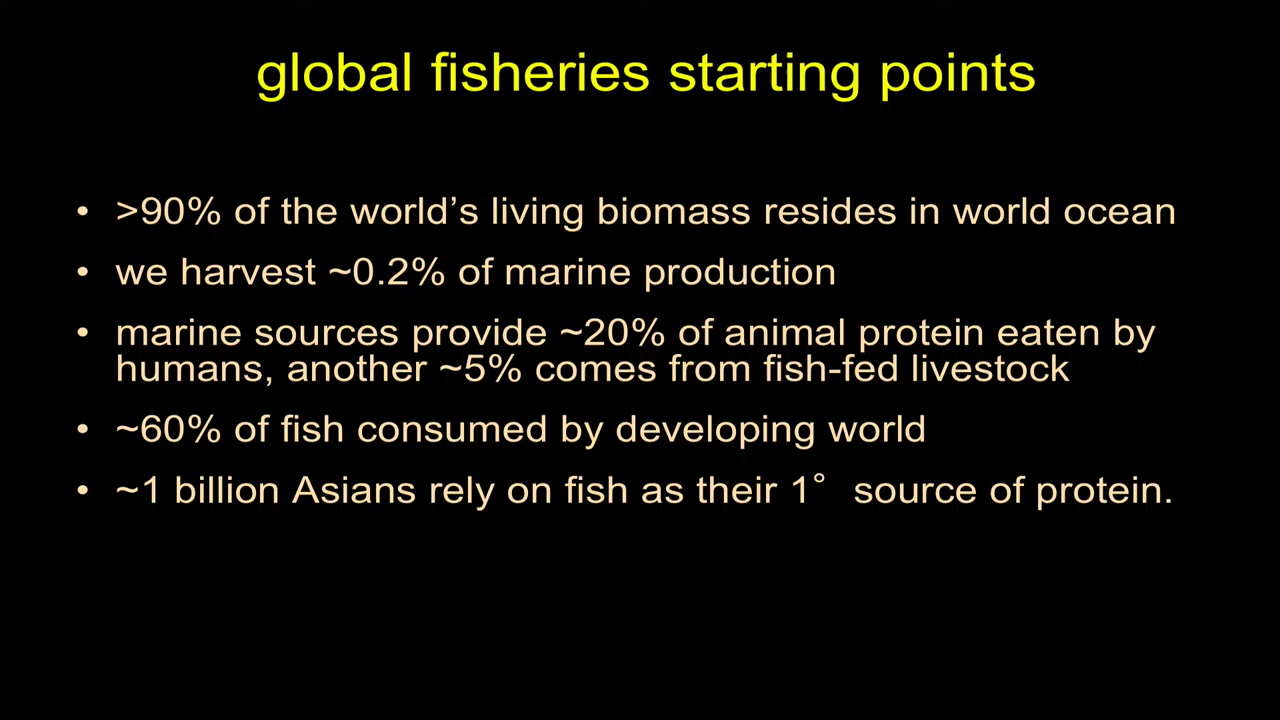 global fisheries starting points
• >90% of the world’s living biomass resides in world ocean
• we harvest ~0.2% of marine production
• marine sources provide ~20% of animal protein eaten by
humans, another ~5% comes from fish-fed livestock
• ~60% of fish consumed by developing world
• ~1 billion Asians rely on fish as their 1° source of protein.